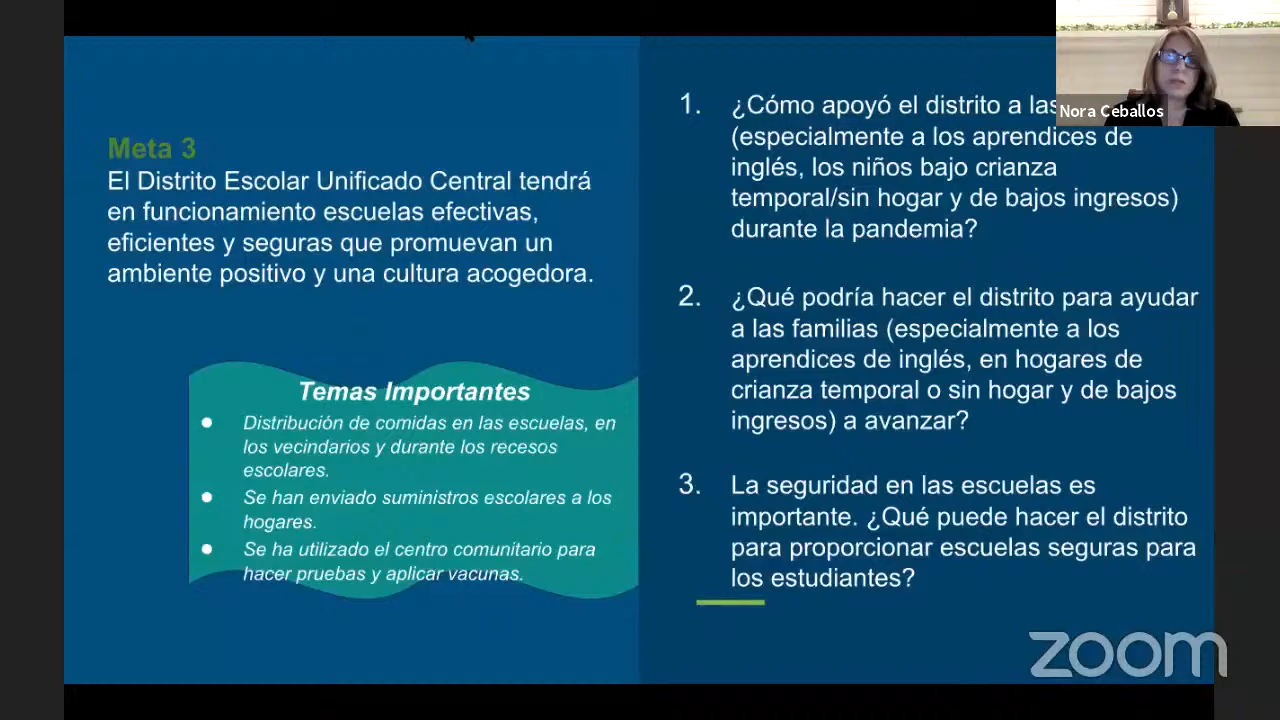 Meta 3
El Distrito Escolar Unificado Central tendrá
en funcionamiento escuelas efectivas,
eficientes y seguras que promuevan un
ambiente positivo y una cultura acogedora.
Temas Importantes
● Distribución de comidas en las escuelas, en
los vecindarios y durante los recesos
escolares.
● Se han enviado suministros escolares a los
hogares.
● Se ha utilizado el centro comunitario para
hacer pruebas y aplicar vacunas.
1. ¿Cómo apoyó el distrito a las
(especialmente a los aprendices de
inglés, los niños bajo crianza
temporal/sin hogar y de bajos ingresos)
durante la pandemia?
2. ¿Qué podría hacer el distrito para ayudar
a las familias (especialmente a los
aprendices de inglés, en hogares de
crianza temporal o sin hogar y de bajos
ingresos) a avanzar?
3. La seguridad en las escuelas es
importante. ¿Qué puede hacer el distrito
para proporcionar escuelas seguras para
los estudiantes?
Nora Ceballos
zoom